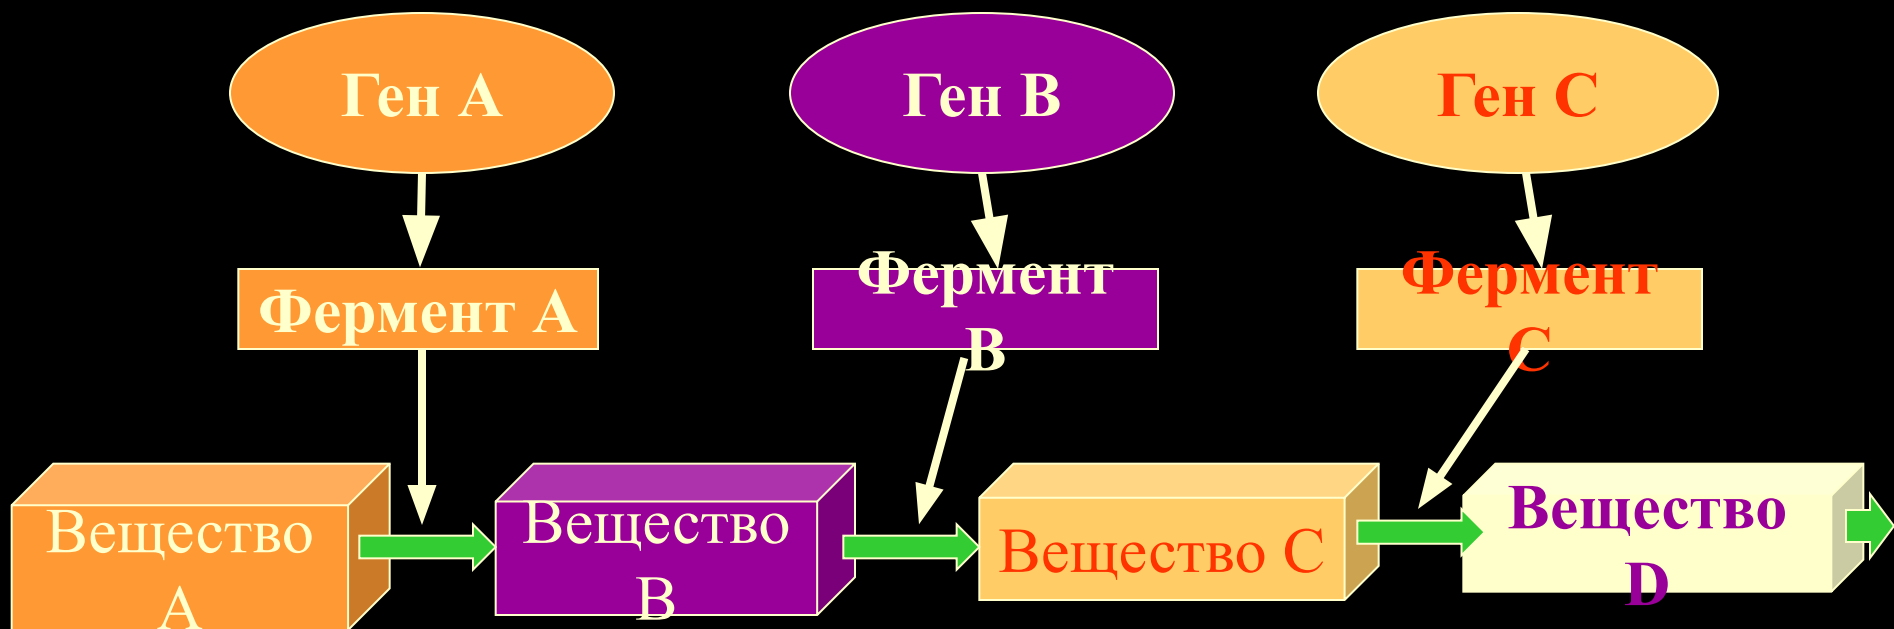 Ген А
Ген В
Ген С
Фермент А
Фермент
В
Фермент
С
Вещество
А
Вещество
В
Вещество С
Вещество
D